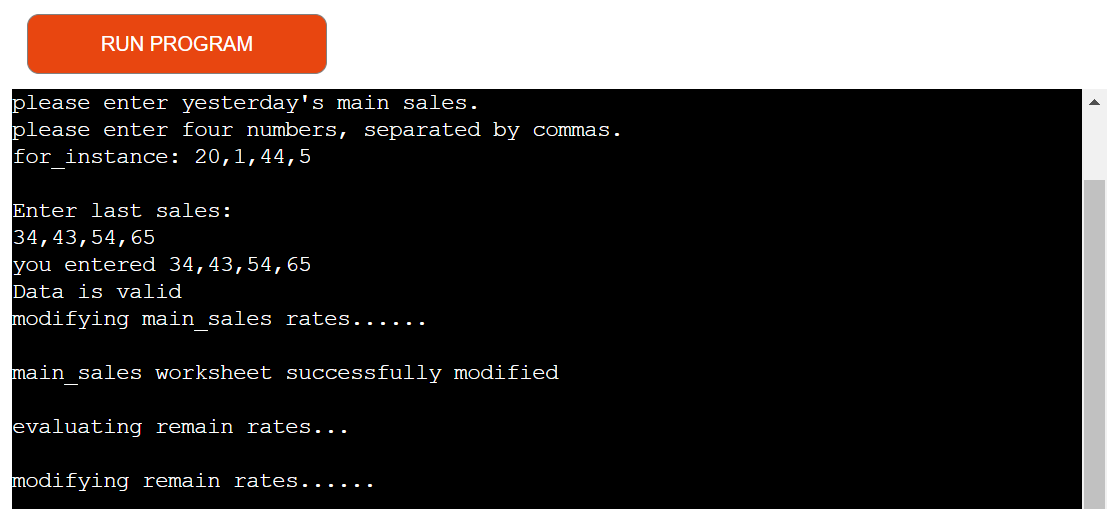 RUN PROGRAM
please enter yesterday's main sales.
please enter four numbers, separated by commas.
for_instance: 20,1,44,5
Enter last sales:
34,43,54,65
you entered 34,43,54,65
Data is valid
modifying main_sales rates......
main_sales worksheet successfully modified
evaluating remain rates...
modifying remain rates......